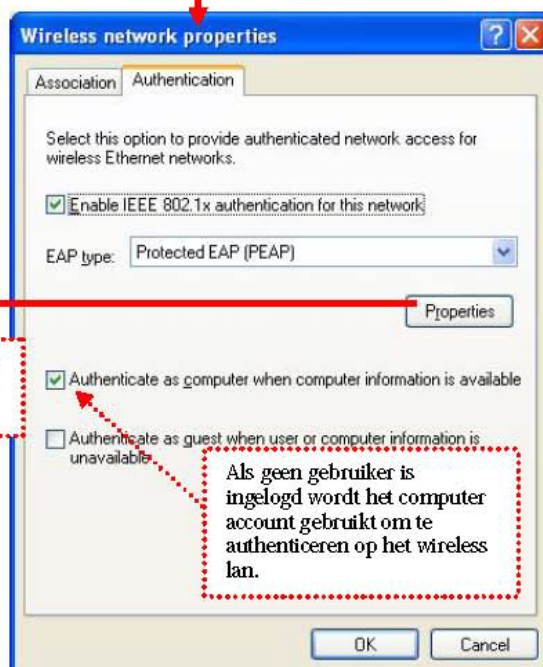 Wireless network properties
Association Authentication
Select this option to provide authenticated network access for
wireless Ethernet networks.
Enable IEEE 802.1x authentication for this network
EAP type: Protected EAP (PEAP)
Properties
Authenticate as computer when computer information is available
Authenticate as guest when user or computer information is
unavailable
Als geen gebruiker is
ingelogd wordt het computer
account gebruikt om te
authenticeren op het wireless
lan.
OK Cancel